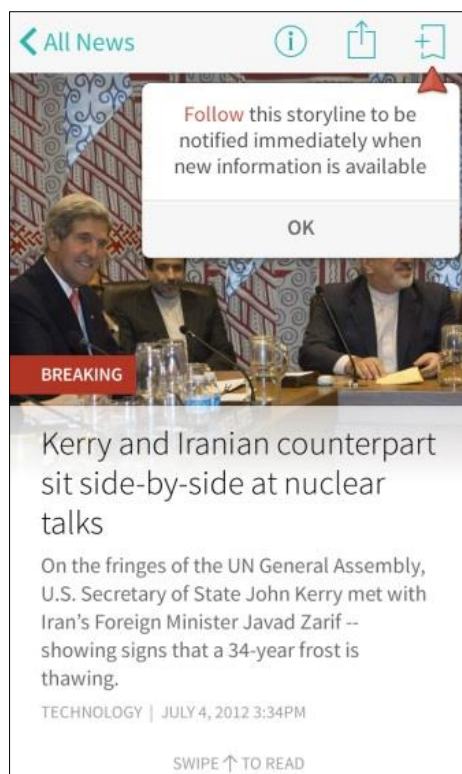 All News
Follow this storyline to be
notified immediately when
new information is available
OK
BREAKING
Kerry and Iranian counterpart
sit side-by-side at nuclear
talks
On the fringes of the UN General Assembly,
U.S. Secretary of State John Kerry met with
Iran's Foreign Minister Javad Zarif --
showing signs that a 34-year frost is
thawing.
TECHNOLOGY | JULY 4, 2012 3:34PM
SWIPE ↑ TO READ